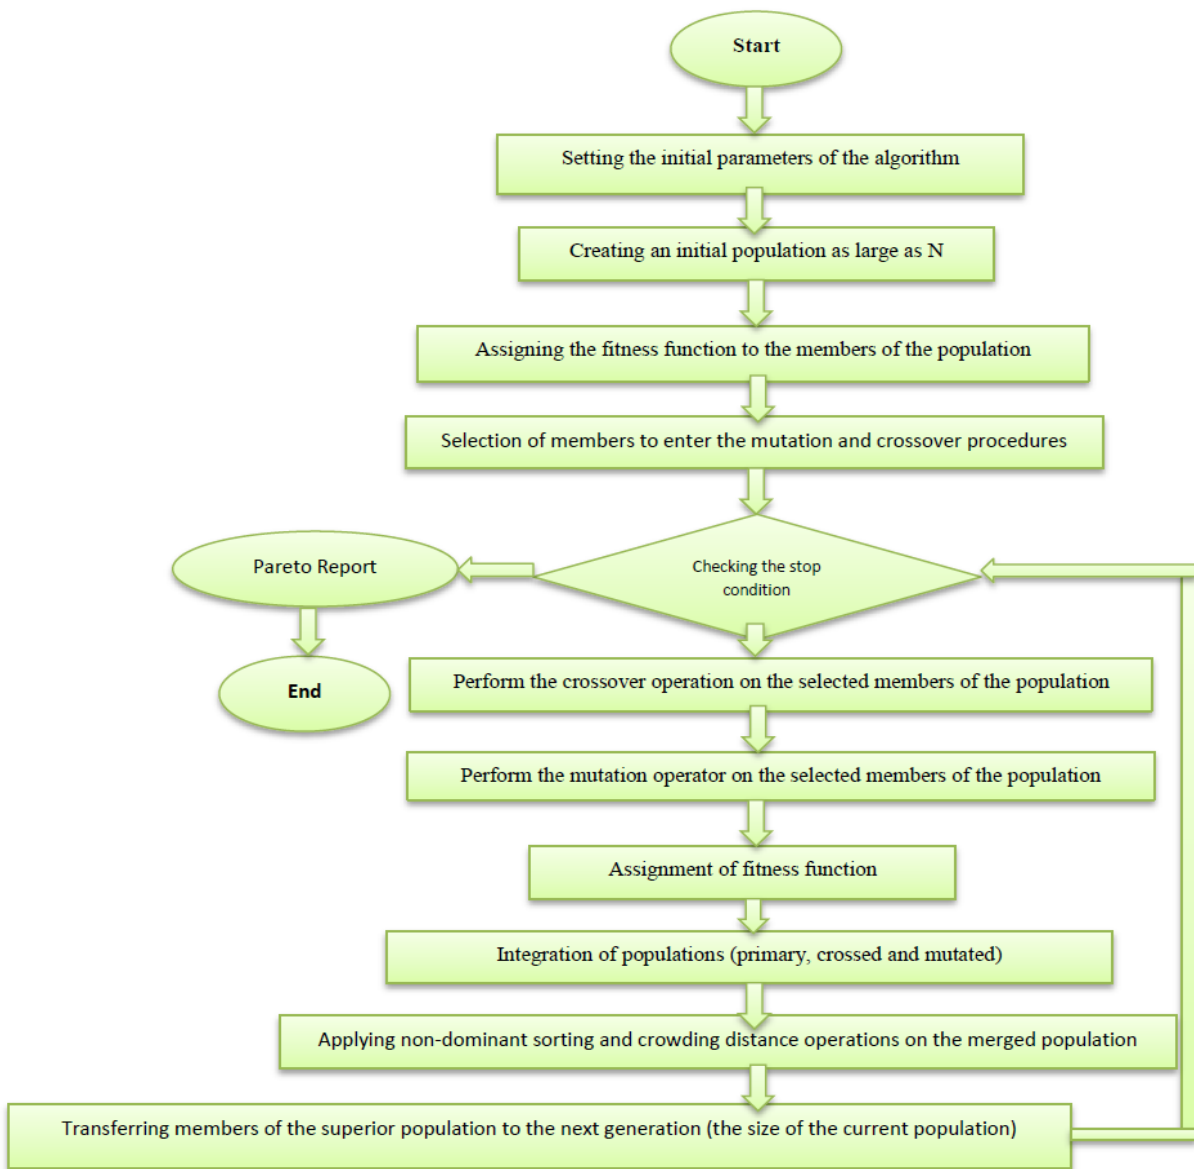 Start
Setting the initial parameters of the algorithm
Creating an initial population as large as N
Assigning the fitness function to the members of the population
Selection of members to enter the mutation and crossover procedures
Pareto Report
Checking the stop
condition
End
Perform the crossover operation on the selected members of the population
Perform the mutation operator on the selected members of the population
Assignment of fitness function
Integration of populations (primary, crossed and mutated)
Applying non-dominant sorting and crowding distance operations on the merged population
Transferring members of the superior population to the next generation (the size of the current population)